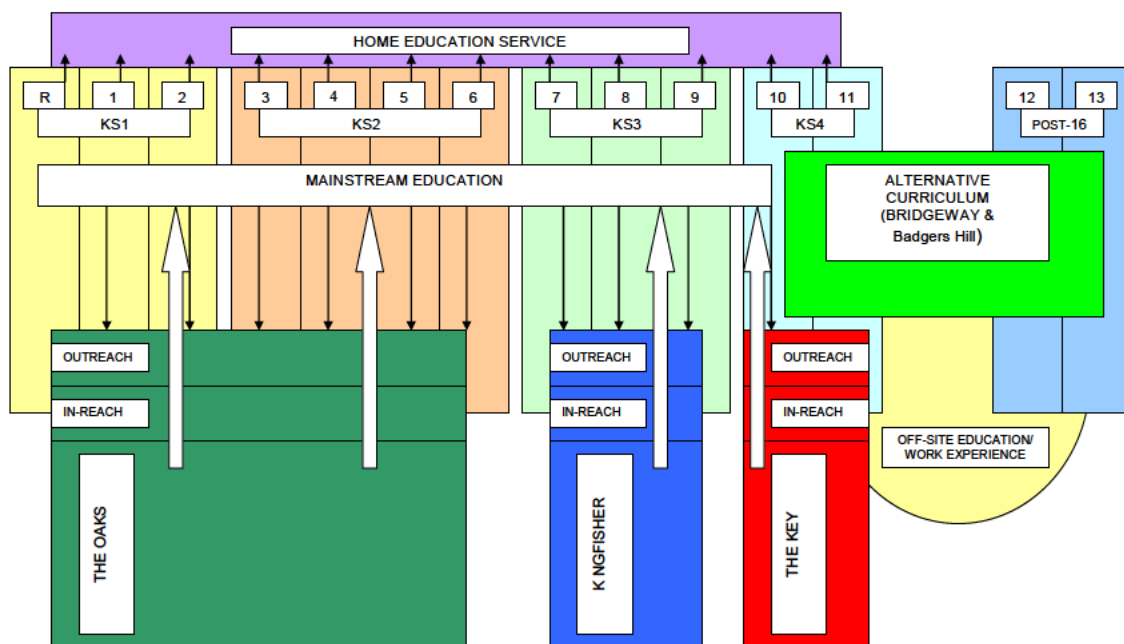 HOME EDUCATION SERVICE
R 1 2 3 4 5 6 7 8 9 10 11 12 13
KS1 KS2 KS3 KS4 POST-16
MAINSTREAM EDUCATION
ALTERNATIVE
CURRICULUM
(BRIDGEWAY &
Badgers Hill)
OUTREACH OUTREACH OUTREACH
IN-REACH IN-REACH IN-REACH
OFF-SITE EDUCATION/
WORK EXPERIENCE
THE OAKS
K NGFISHER
THE KEY